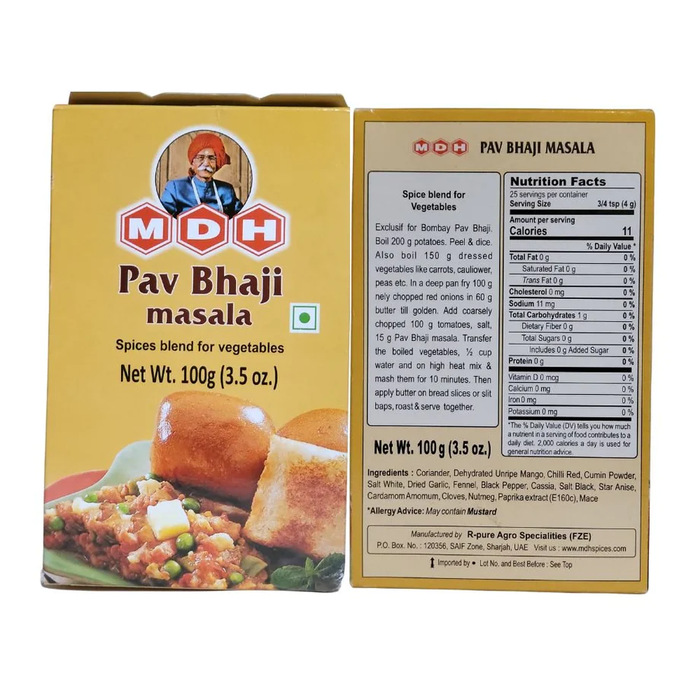 MDH
Pav Bhaji
masala
Spices blend for vegetables
Net Wt. 100g (3.5 oz.)
MDH PAV BHAJI MASALA
Spice blend for
Vegetables
Exclusif for Bombay Pav Bhaji.
Boil 200 g potatoes. Peel & dice.
Also boil 150 g dressed
vegetables like carrots, cauliower,
peas etc. In a deep pan fry 100 g
nely chopped red onions in 60 g
butter till golden. Add coarsely
chopped 100 g tomatoes, salt,
15 g Pav Bhaji masala. Transfer
the boiled vegetables, ½ cup
water and on high heat mix &
mash them for 10 minutes. Then
apply butter on bread slices or slit
baps, roast & serve together.
Net Wt. 100 g (3.5 oz.)
Nutrition Facts
25 servings per container
Serving Size 3/4 tsp (4 g)
Amount per serving
Calories 11
% Daily Value *
Total Fat 0 g 0 %
Saturated Fat 0 g 0 %
Trans Fat 0 g 0 %
Cholesterol 0 mg 0 %
Sodium 11 mg 0 %
Total Carbohydrates 1 g 0 %
Dietary Fiber 0 g 0 %
Total Sugars 0 g 0 %
Includes 0 g Added Sugar 0 %
Protein 0 g 0 %
Vitamin D 0 mcg 0 %
Calcium 0 mg 0 %
Iron 0 mg 0 %
Potassium 0 mg 0 %
*The % Daily Value (DV) tells you how much
a nutrient in a serving of food contributes to a
daily diet. 2,000 calories a day is used for
general nutrition advice.
Ingredients : Coriander, Dehydrated Unripe Mango, Chilli Red, Cumin Powder,
Salt White, Dried Garlic, Fennel, Black Pepper, Cassia, Salt Black, Star Anise,
Cardamom Amomum, Cloves, Nutmeg, Paprika extract (E160c), Mace
*Allergy Advice: May contain Mustard
Manufactured by R-pure Agro Specialities (FZE)
P.O. Box. No. : 120356, SAIF Zone, Sharjah, UAE Visit us : www.mdhspices.com
Imported by • Lot No. and Best Before : See Top